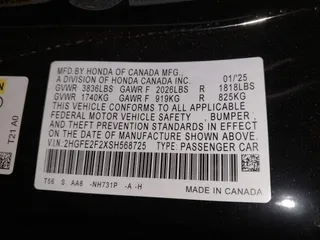 MFD.BY HONDA OF CANADA MFG.,
A DIVISION OF HONDA CANADA INC. 01/'25
GVWR 3836LBS GAWR F 2026LBS R 1818LBS
GVWR 1740KG GAWR F 919KG R 825KG
THIS VEHICLE CONFORMS TO ALL APPLICABLE
FEDERAL MOTOR VEHICLE SAFETY , BUMPER ,
AND THEFT PREVENTION STANDARDS IN EFFECT
ON THE DATE OF MANUFACTURE SHOWN ABOVE.
V.I.N:2HGFE2F2XSH568725 TYPE:PASSENGER CAR
T56 S AA6 -NH731P -A -H
MADE IN CANADA
T21 A0